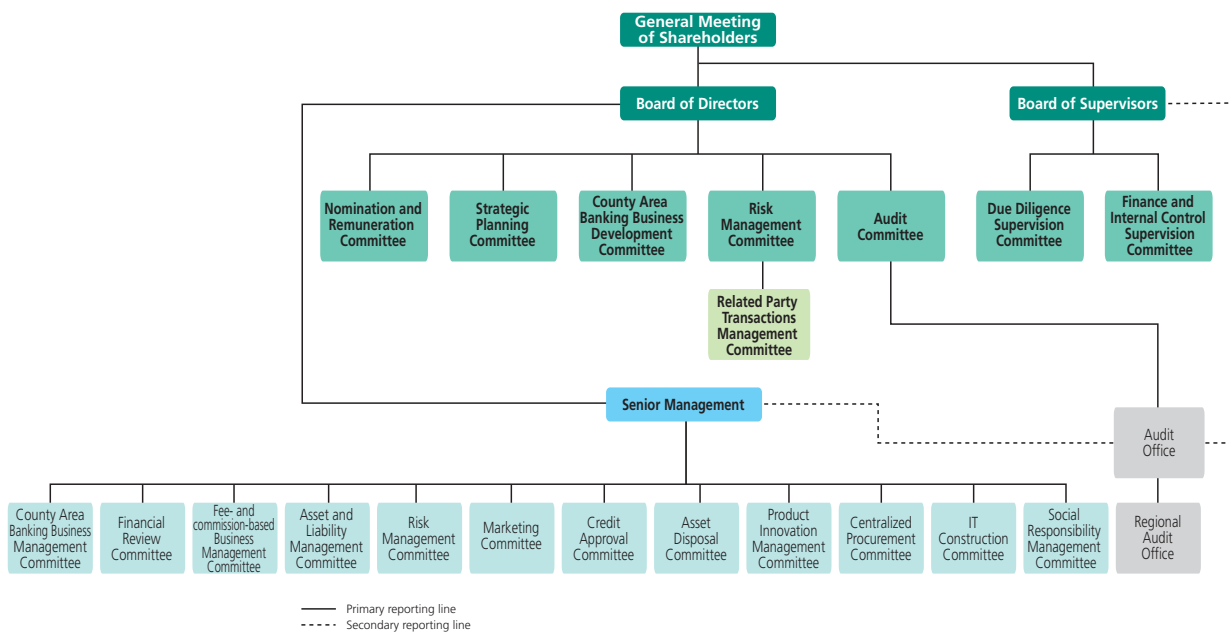 General Meeting
of Shareholders
Board of Directors
Board of Supervisors
Nomination and
Remuneration
Committee
Strategic
Planning
Committee
County Area
Banking Business
Development
Committee
Risk
Management
Committee
Audit
Committee
Due Diligence
Supervision
Committee
Finance and
Internal Control
Supervision
Committee
Related Party
Transactions
Management
Committee
Senior Management
Audit
Office
County Area
Banking Business
Management
Committee
Financial
Review
Committee
Fee- and
commission-based
Business
Management
Committee
Asset and
Liability
Management
Committee
Risk
Management
Committee
Marketing
Committee
Credit
Approval
Committee
Asset
Disposal
Committee
Product
Innovation
Management
Committee
Centralized
Procurement
Committee
IT
Construction
Committee
Social
Responsibility
Management
Committee
Regional
Audit
Office
Primary reporting line
Secondary reporting line